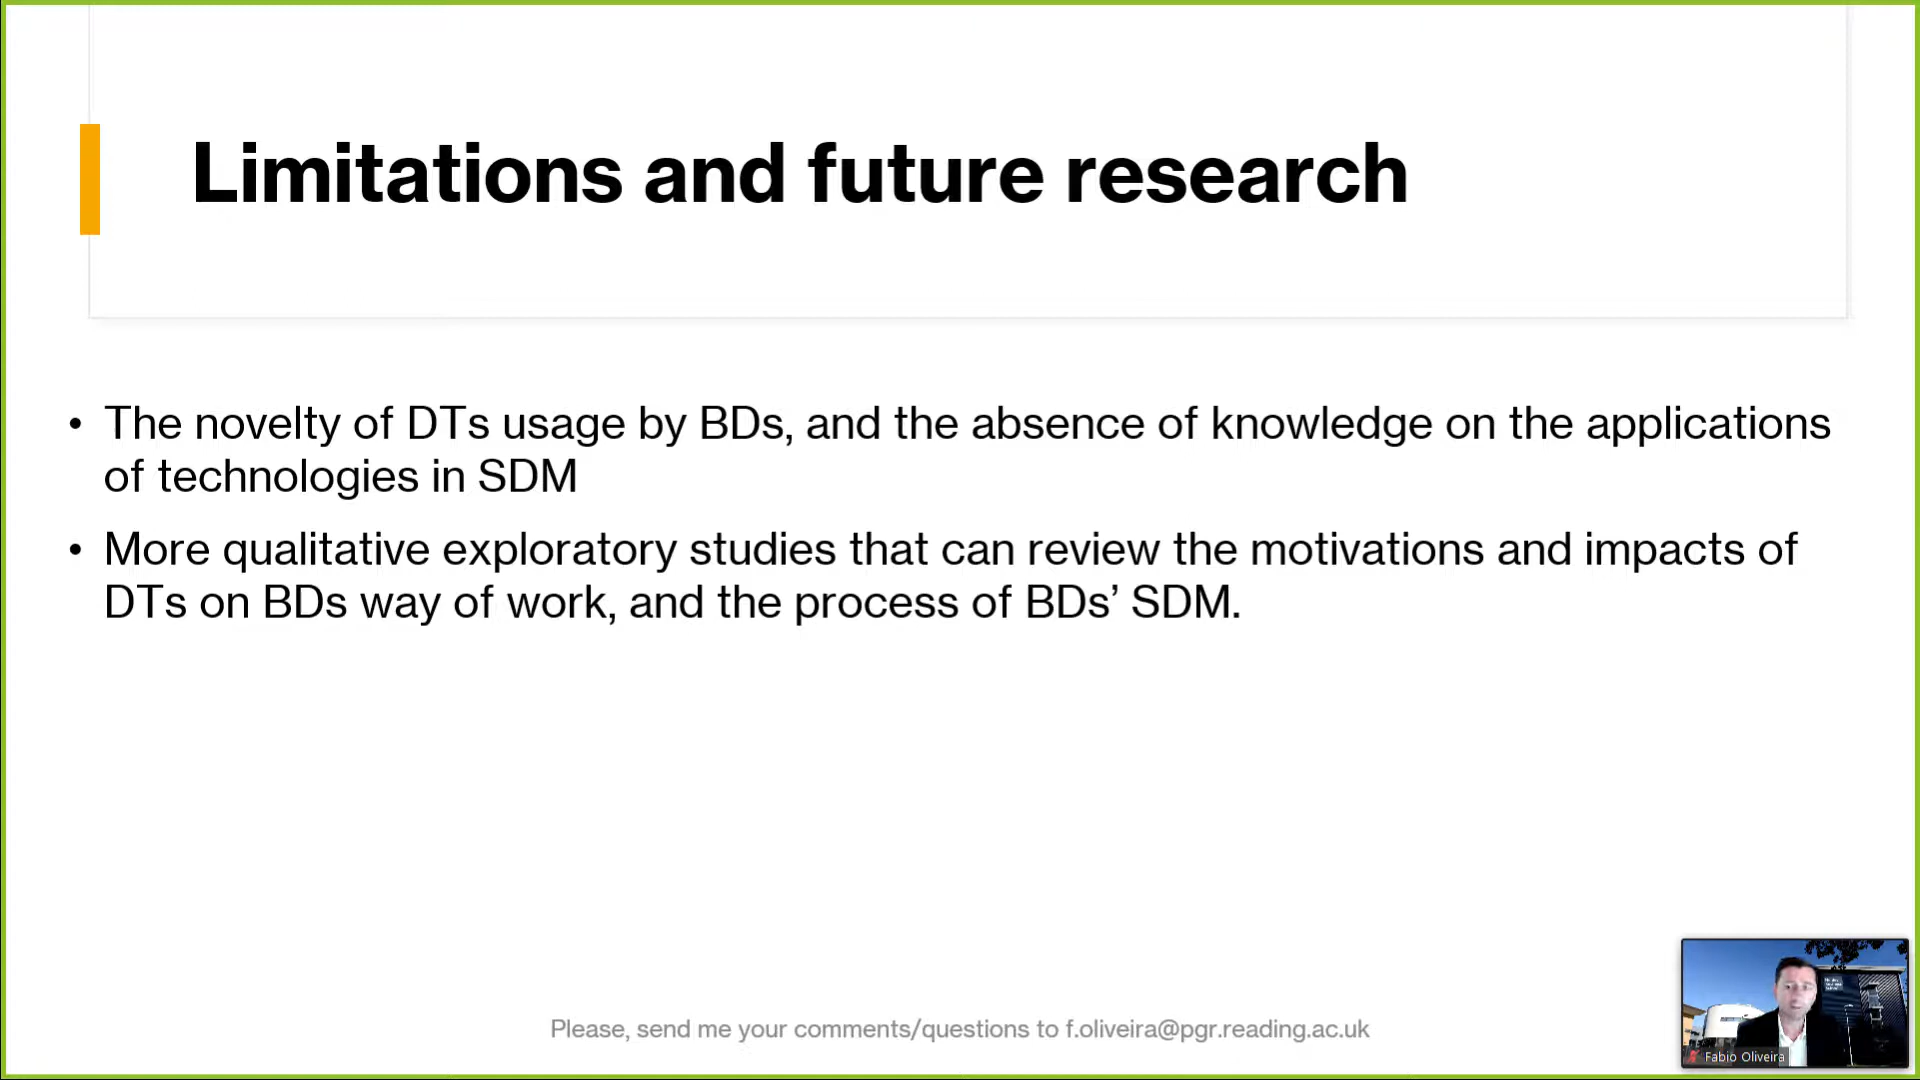 Limitations and future research
• The novelty of DTs usage by BDs, and the absence of knowledge on the applications
of technologies in SDM
• More qualitative exploratory studies that can review the motivations and impacts of
DTs on BDs way of work, and the process of BDs’ SDM.
Please, send me your comments/questions to f.oliveira@pgr.reading.ac.uk
Fabio Oliveira